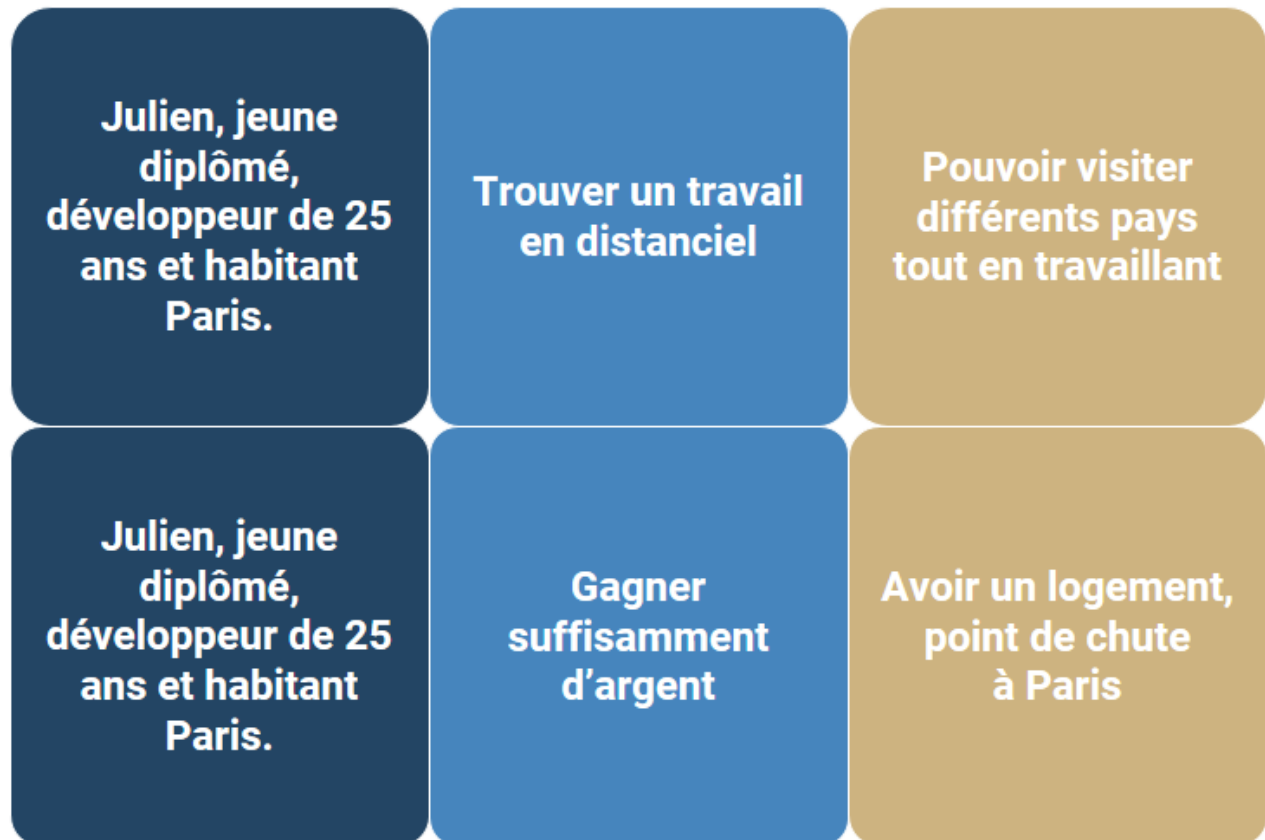 Julien, jeune
diplômé,
développeur de 25
ans et habitant
Paris.
Trouver un travail
en distanciel
Pouvoir visiter
différents pays
tout en travaillant
Julien, jeune
diplômé,
développeur de 25
ans et habitant
Paris.
Gagner
suffisamment
d’argent
Avoir un logement,
point de chute
à Paris